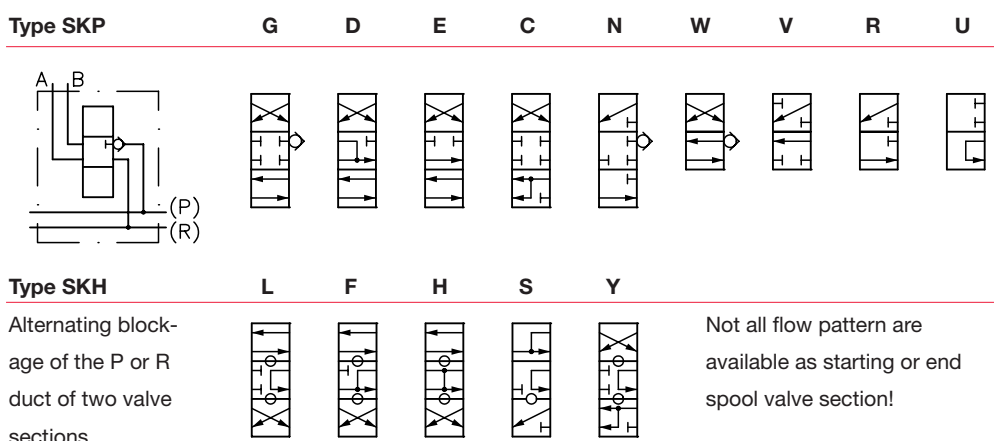 Type SKP G D E C N W V R U
A B
(P)
(R)
Type SKH L F H S Y
Alternating block-
age of the P or R
duct of two valve
sections
Not all flow pattern are
available as starting or end
spool valve section!